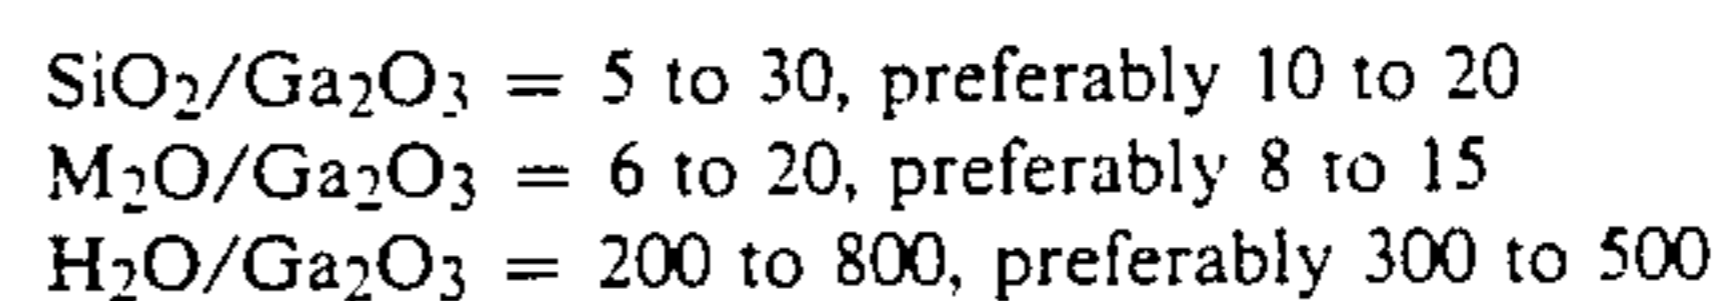 SiO₂/Ga₂O₃ = 5 to 30, preferably 10 to 20
M₂O/Ga₂O₃ = 6 to 20, preferably 8 to 15
H₂O/Ga₂O₃ = 200 to 800, preferably 300 to 500